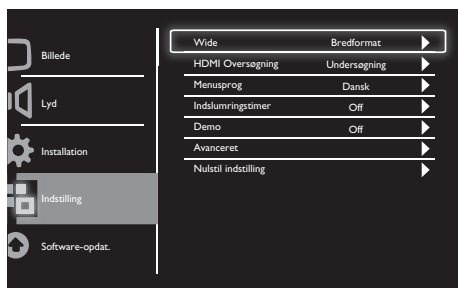 Billede
Lyd
Installation
Indstilling
Software-opdat.
Wide Bredformat
HDMI Oversøgning Undersøgning
Menusprog Dansk
Indslumringstimer Off
Demo Off
Avanceret
Nulstil indstilling